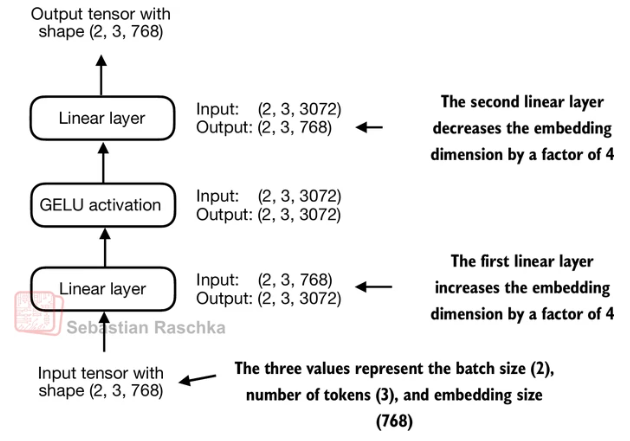 Output tensor with
shape (2, 3, 768)
Linear layer
Input: (2, 3, 3072)
Output: (2, 3, 768)
The second linear layer
decreases the embedding
dimension by a factor of 4
GELU activation
Input: (2, 3, 3072)
Output: (2, 3, 3072)
Linear layer
Input: (2, 3, 768)
Output: (2, 3, 3072)
The first linear layer
increases the embedding
dimension by a factor of 4
Sebastian Raschka
Input tensor with
shape (2, 3, 768)
The three values represent the batch size (2),
number of tokens (3), and embedding size
(768)